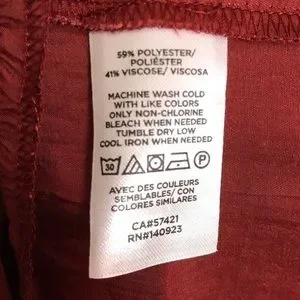 59% POLYESTER/
POLIÉSTER
41% VISCOSE/ VISCOSA
MACHINE WASH COLD
WITH LIKE COLORS
ONLY NON-CHLORINE
BLEACH WHEN NEEDED
TUMBLE DRY LOW
COOL IRON WHEN NEEDED
30 P
AVEC DES COULEURS
SEMBLABLES/ CON
COLORES SIMILARES
CA#57421
RN#140923